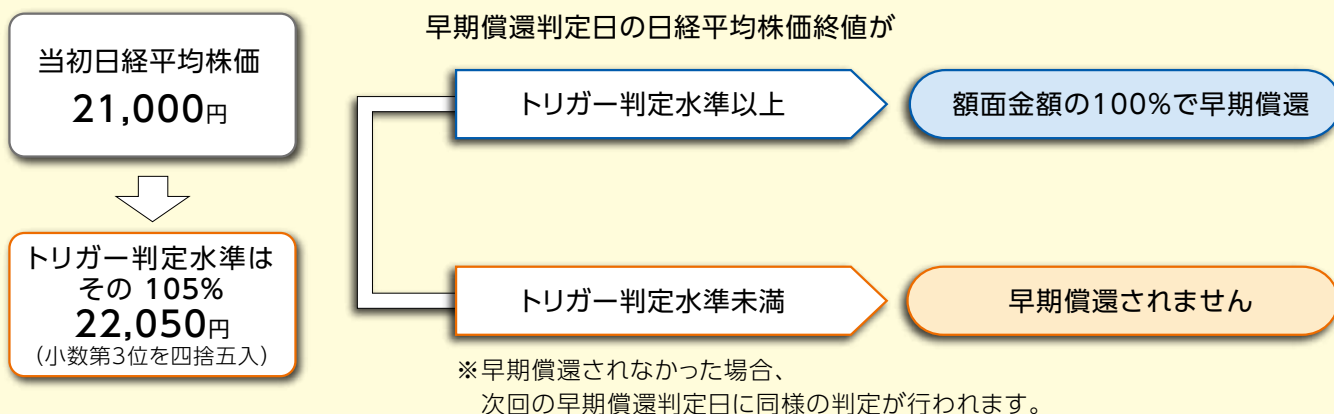 当初日経平均株価
21,000円
トリガー判定水準は
その 105%
22,050円
(小数第3位を四捨五入)
早期償還判定日の日経平均株価終値が
トリガー判定水準以上
額面金額の100%で早期償還
トリガー判定水準未満
早期償還されません
※早期償還されなかった場合、
次回の早期償還判定日に同様の判定が行われます。